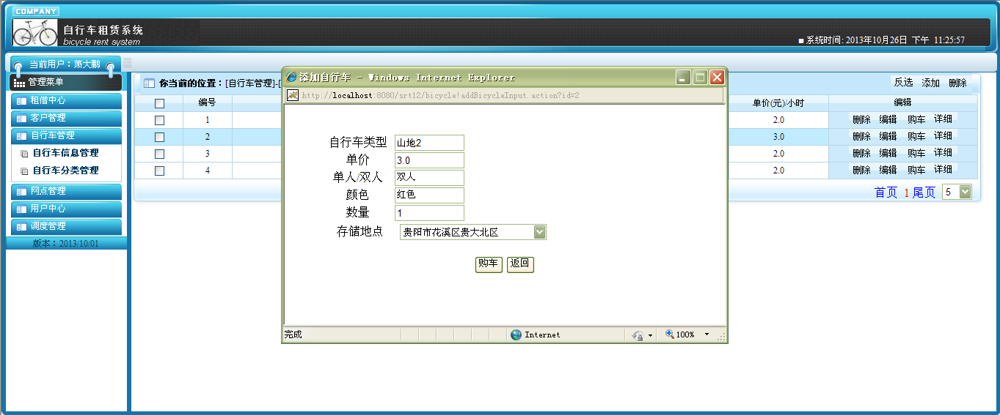 COMPANY
自行车租赁系统
bicycle rent system
■ 系统时间: 2013年10月26日 下午 11:25:57
当前用户：萧大鹏
管理菜单
租借中心
客户管理
自行车管理
自行车信息管理
自行车分类管理
网点管理
用户中心
调度管理
版本：2013/10/01
你当前的位置：[自行车管理]-[
反选 添加 删除
编号 单价(元)/小时 编辑
1 2.0 删除 编辑 购车 详细
2 3.0 删除 编辑 购车 详细
3 2.0 删除 编辑 购车 详细
4 2.0 删除 编辑 购车 详细
首页 1 尾页 5
添加自行车 - Windows Internet Explorer
http://localhost:8080/srt12/bicycle!addBicycleInput.action?id=2
自行车类型 山地2
单价 3.0
单人/双人 双人
颜色 红色
数量 1
存储地点 贵阳市花溪区贵大北区
购车 返回
完成 Internet 100%